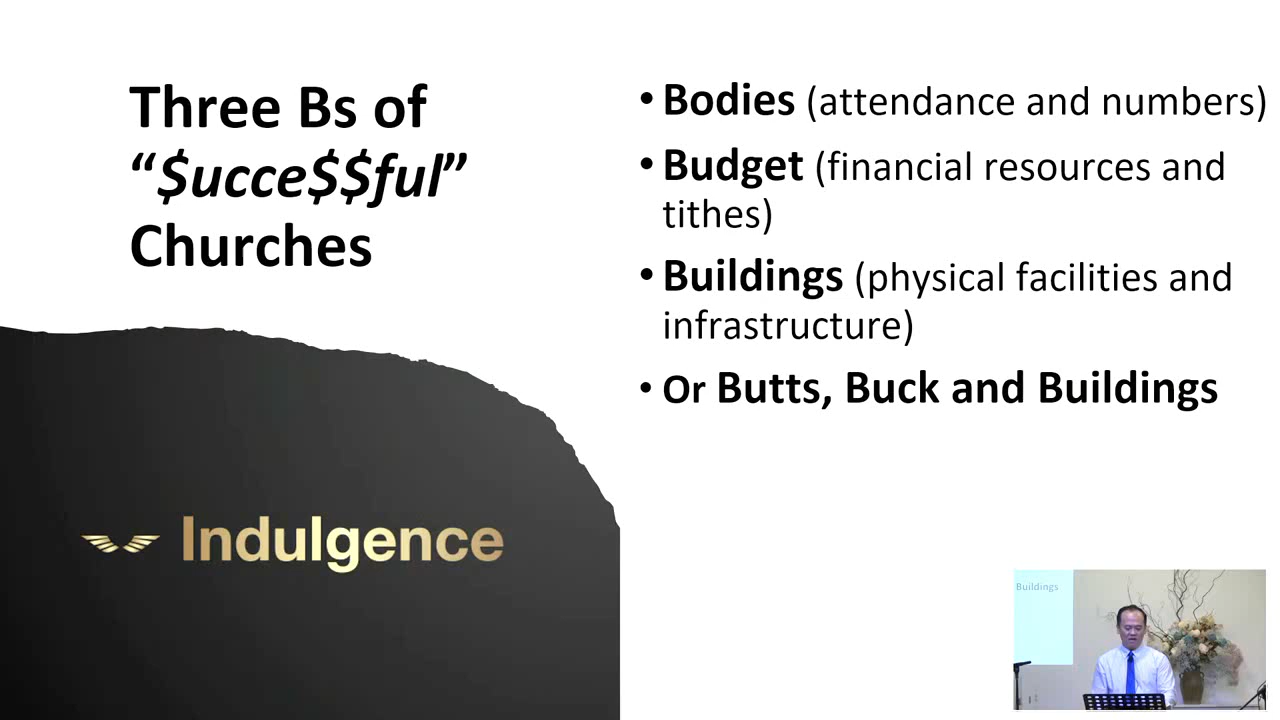 Three Bs of
“$ucce$$ful”
Churches
• Bodies (attendance and numbers)
• Budget (financial resources and
tithes)
• Buildings (physical facilities and
infrastructure)
• Or Butts, Buck and Buildings
Indulgence
Buildings